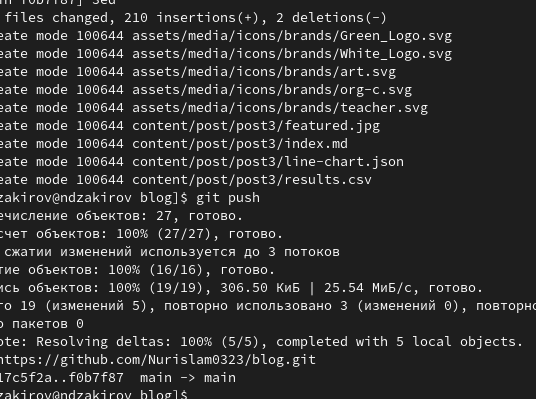 f0b7f87] 3ed
files changed, 210 insertions(+), 2 deletions(-)
eate mode 100644 assets/media/icons/brands/Green_Logo.svg
eate mode 100644 assets/media/icons/brands/White_Logo.svg
eate mode 100644 assets/media/icons/brands/art.svg
eate mode 100644 assets/media/icons/brands/org-c.svg
eate mode 100644 assets/media/icons/brands/teacher.svg
eate mode 100644 content/post/post3/featured.jpg
eate mode 100644 content/post/post3/index.md
eate mode 100644 content/post/post3/line-chart.json
eate mode 100644 content/post/post3/results.csv
zakirov@ndzakirov blog]$ git push
ечисление объектов: 27, готово.
счет объектов: 100% (27/27), готово.
сжатии изменений используется до 3 потоков
тие объектов: 100% (16/16), готово.
ись объектов: 100% (19/19), 306.50 КиБ | 25.54 МиБ/с, готово.
го 19 (изменений 5), повторно использовано 3 (изменений 0), повторно
о пакетов 0
ote: Resolving deltas: 100% (5/5), completed with 5 local objects.
https://github.com/Nurislam0323/blog.git
17c5f2a..f0b7f87  main -> main
zakirov@ndzakirov blog]$